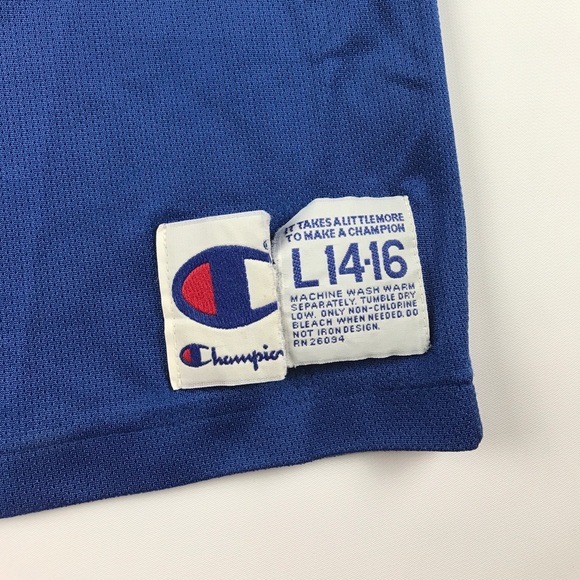 Champion
IT TAKES A LITTLE MORE
TO MAKE A CHAMPION
L 14-16
MACHINE WASH WARM
SEPARATELY. TUMBLE DRY
LOW. ONLY NON-CHLORINE
BLEACH WHEN NEEDED. DO
NOT IRON DESIGN.
RN 26094